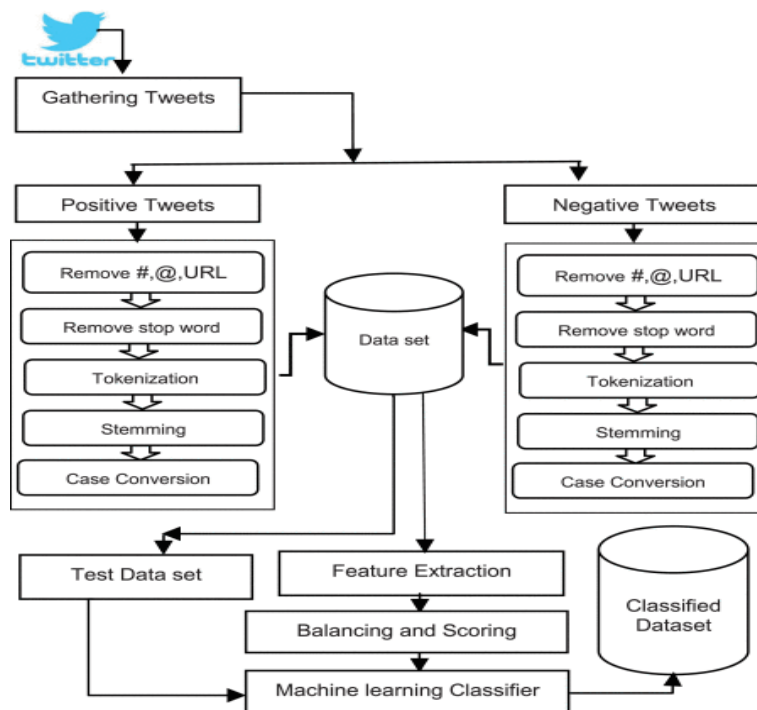 twitter
Gathering Tweets
Positive Tweets
Negative Tweets
Remove #,@,URL
Remove stop word
Tokenization
Stemming
Case Conversion
Data set
Remove #,@,URL
Remove stop word
Tokenization
Stemming
Case Conversion
Test Data set
Feature Extraction
Balancing and Scoring
Machine learning Classifier
Classified
Dataset